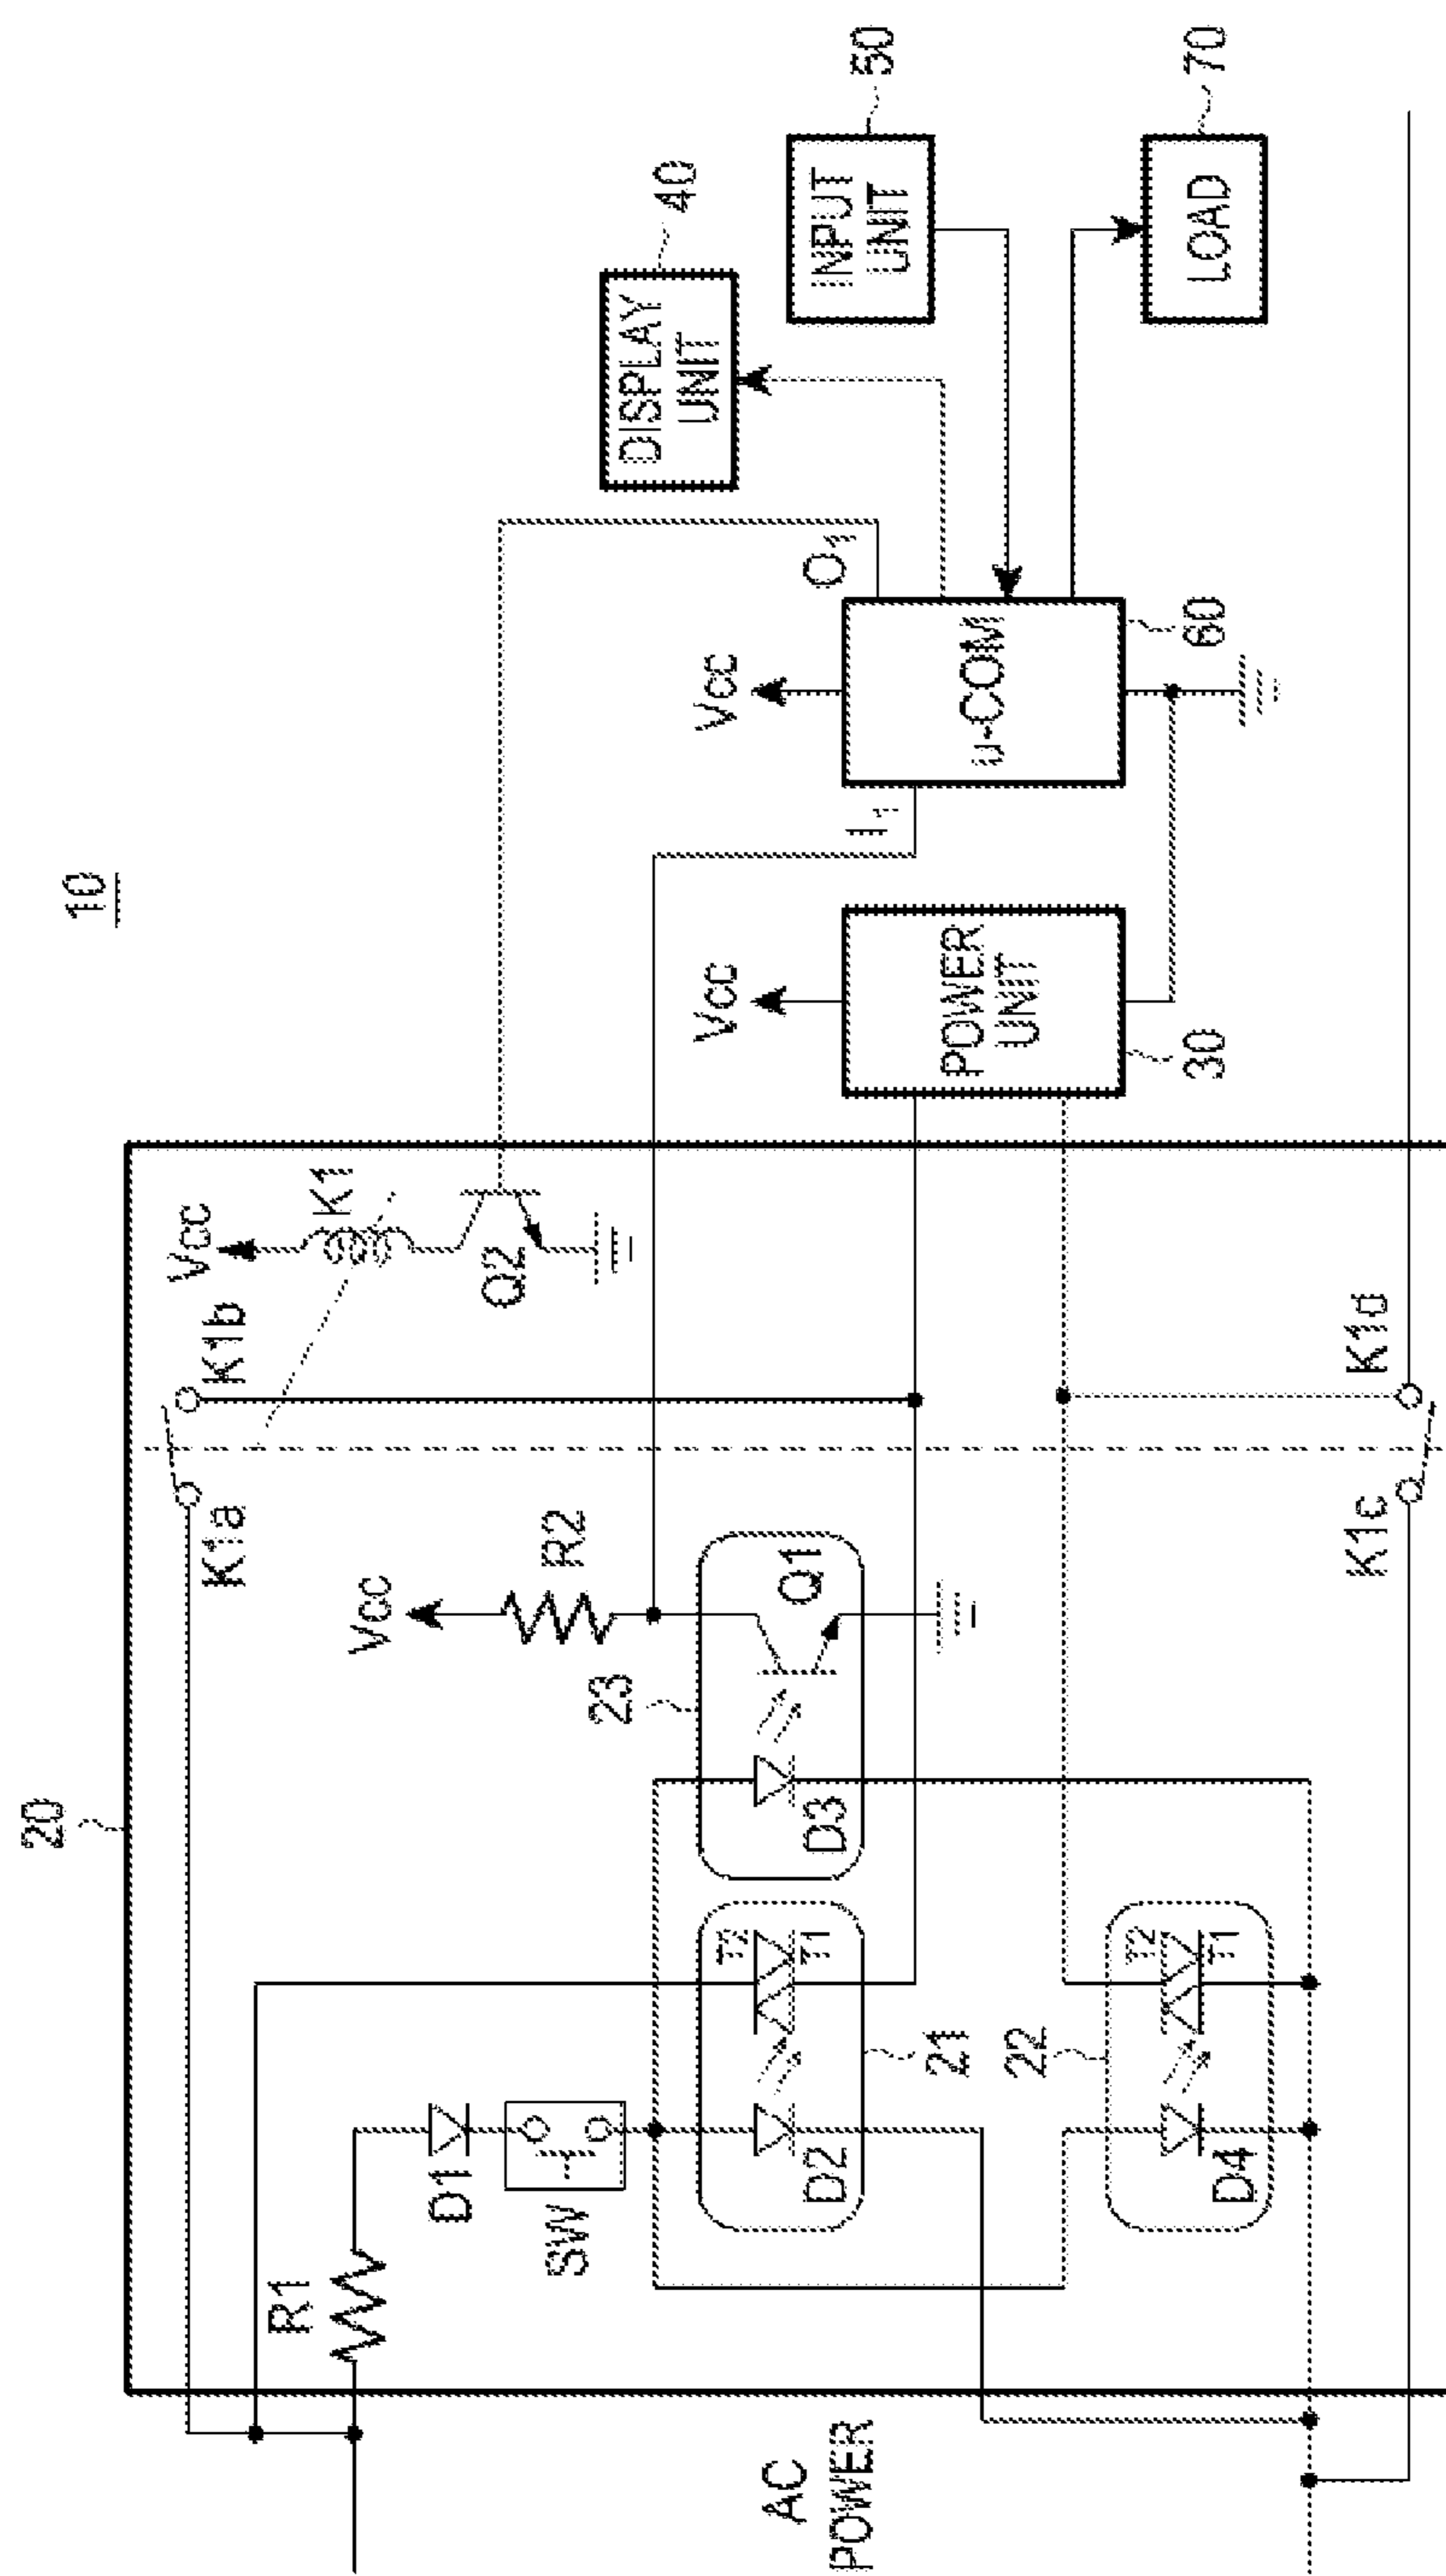 10
20
Vcc
K1a
K1b
K1
R1
Vcc
D1
Q2
SW
R2
23
DISPLAY
UNIT
40
Vcc
Vcc
T2
AC
POWER
D2
T1
D3
Q1
I1
O1
INPUT
UNIT
50
21
POWER
UNIT
u-COM
22
T2
T1
D4
30
60
LOAD
70
K1c
K1d